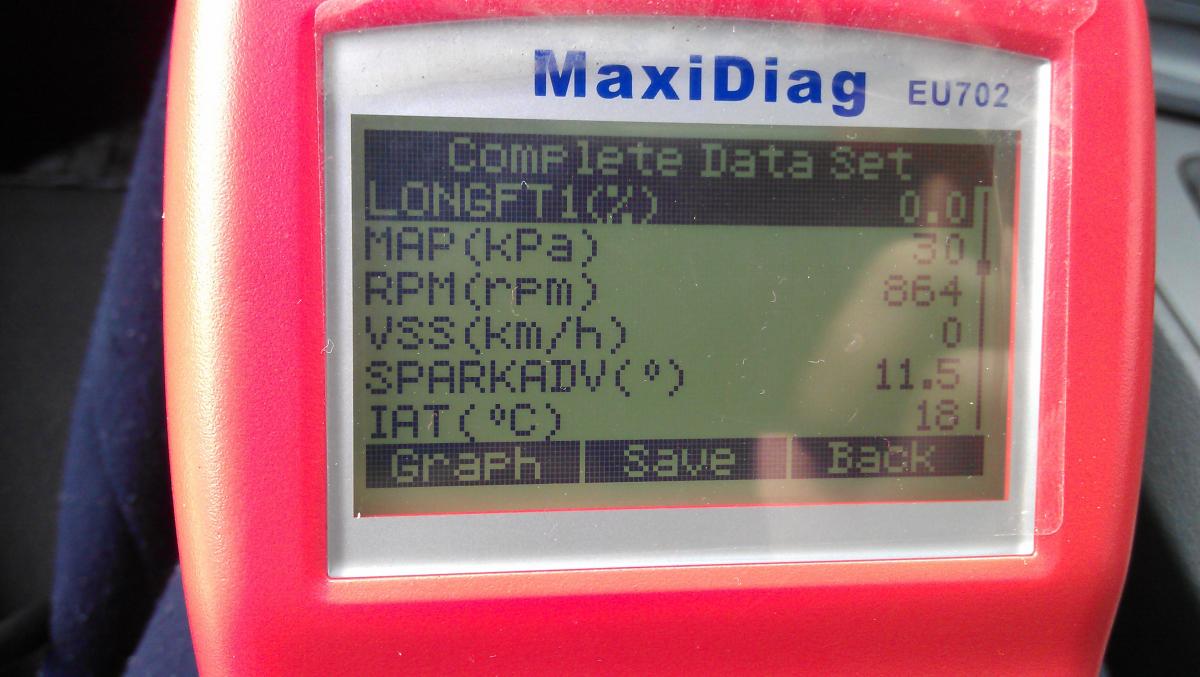 MaxiDiag EU702
Complete Data Set
LONGFT1(%) 0.0
MAP(kPa) 30
RPM(rpm) 864
VSS(km/h) 0
SPARKADV(º) 11.5
IAT(ºC) 18
Graph Save Back